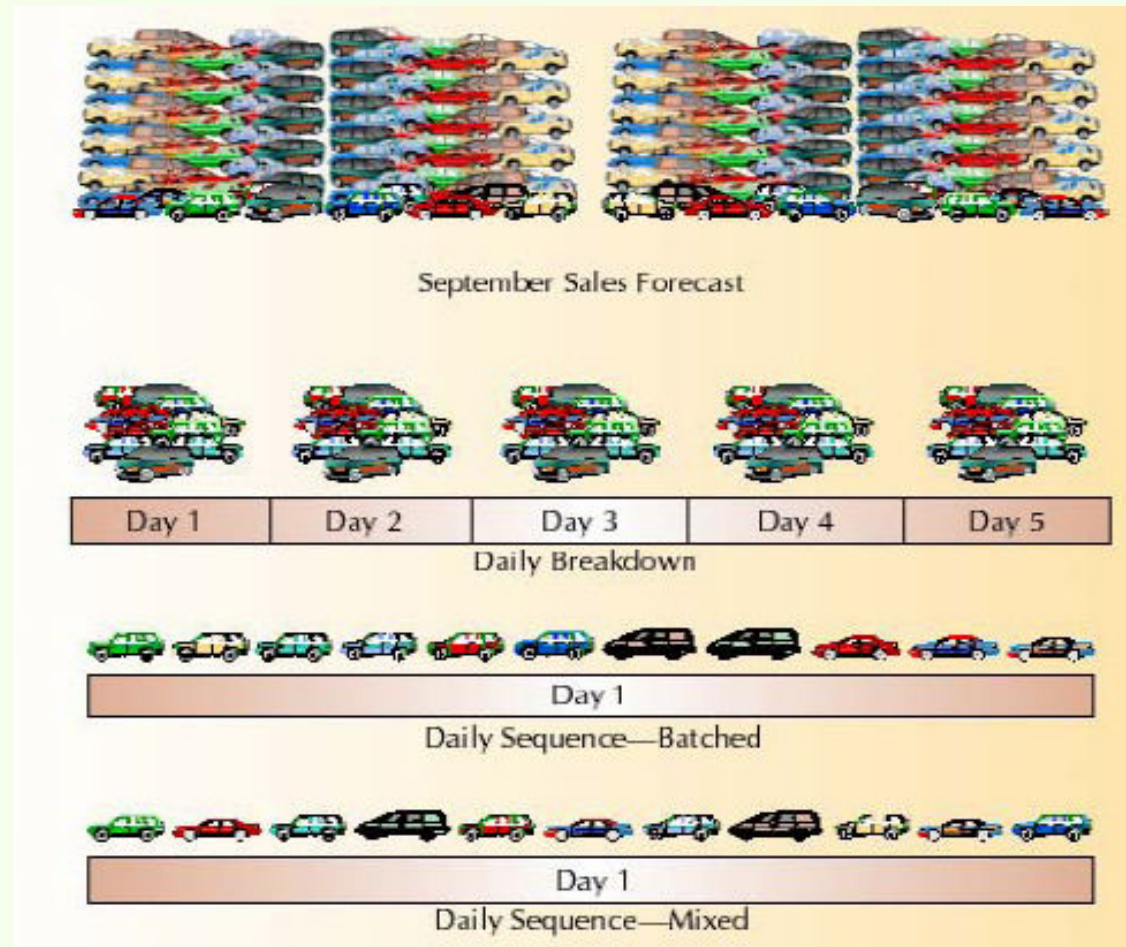 September Sales Forecast
Day 1 Day 2 Day 3 Day 4 Day 5
Daily Breakdown
Day 1
Daily Sequence—Batched
Day 1
Daily Sequence—Mixed